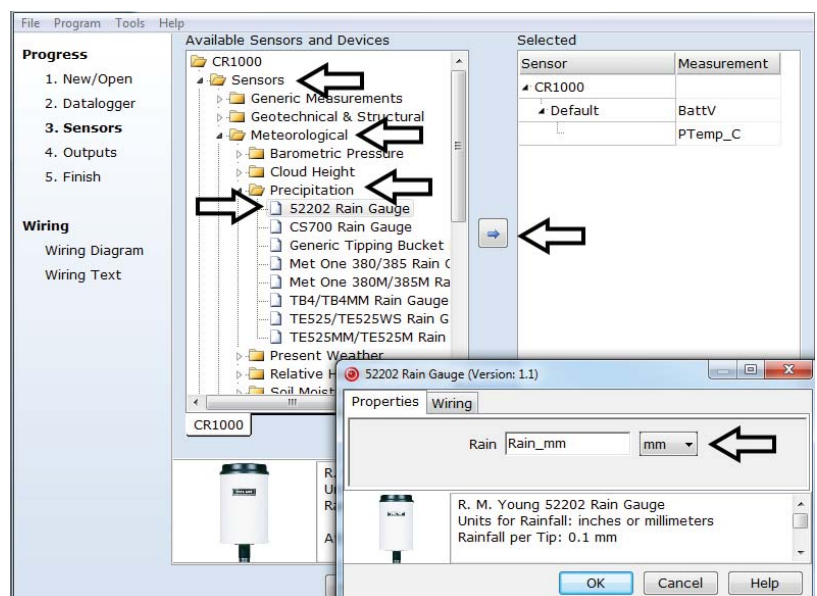 File Program Tools Help
Progress
1. New/Open
2. Datalogger
3. Sensors
4. Outputs
5. Finish
Wiring
Wiring Diagram
Wiring Text
Available Sensors and Devices
CR1000
Sensors
Generic Measurements
Geotechnical & Structural
Meteorological
Barometric Pressure
Cloud Height
Precipitation
52202 Rain Gauge
CS700 Rain Gauge
Generic Tipping Bucket
Met One 380/385 Rain
Met One 380M/385M Ra
TB4/TB4MM Rain Gauge
TE525/TE525WS Rain G
TE525MM/TE525M Rain
Present Weather
Relative H
Soil Moist
CR1000
Selected
Sensor Measurement
CR1000
Default BattV
PTemp_C
R.
Ra
A
52202 Rain Gauge (Version: 1.1)
Properties Wiring
Rain Rain_mm mm
R. M. Young 52202 Rain Gauge
Units for Rainfall: inches or millimeters
Rainfall per Tip: 0.1 mm
OK Cancel Help